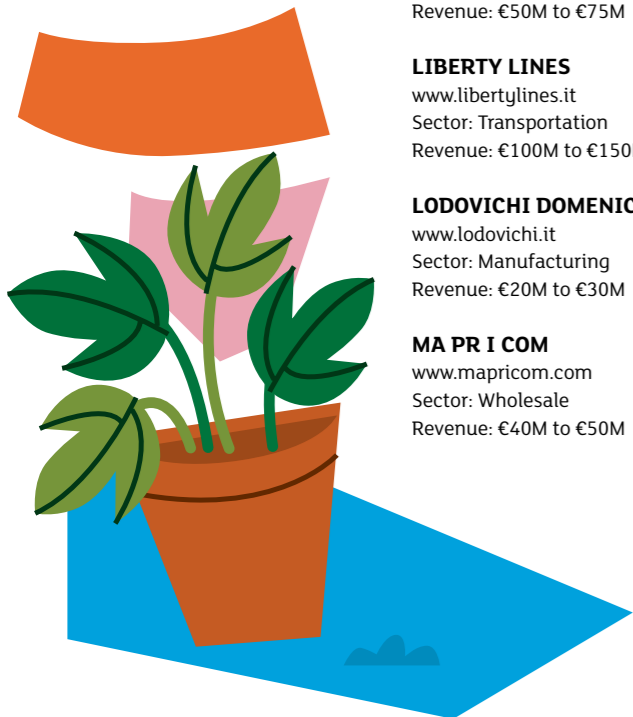 Revenue: €50M to €75M
LIBERTY LINES
www.libertylines.it
Sector: Transportation
Revenue: €100M to €150M
LODOVICHI DOMENIC
www.lodovichi.it
Sector: Manufacturing
Revenue: €20M to €30M
MA PR I COM
www.mapricom.com
Sector: Wholesale
Revenue: €40M to €50M